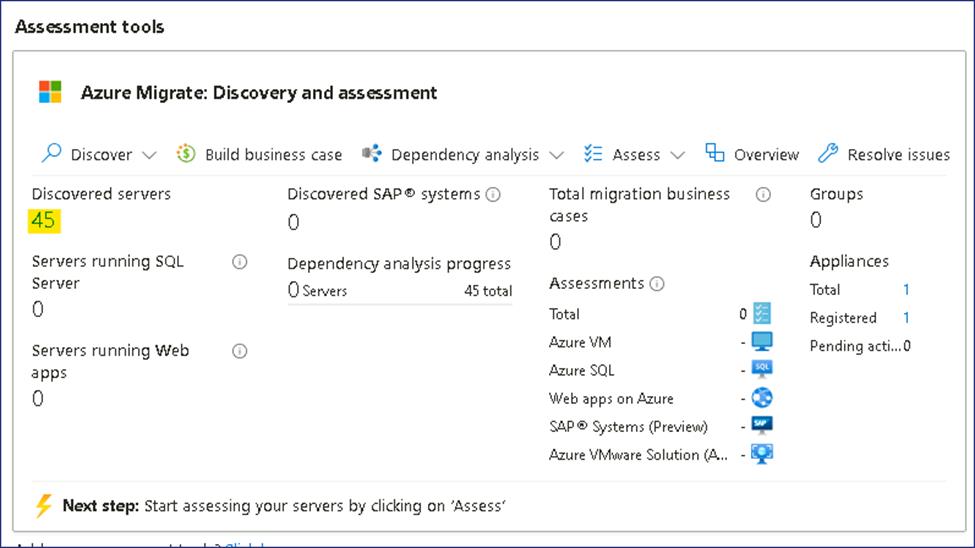 Assessment tools
Azure Migrate: Discovery and assessment
Discover
Build business case
Dependency analysis
Assess
Overview
Resolve issues
Discovered servers
45
Servers running SQL
Server
0
Servers running Web
apps
0
Discovered SAP® systems
0
Dependency analysis progress
0 Servers 45 total
Total migration business
cases
0
Assessments
Total 0
Azure VM -
Azure SQL -
SQL
Web apps on Azure -
SAP® Systems (Preview) -
SAP
Azure VMware Solution (A... -
Groups
0
Appliances
Total 1
Registered 1
Pending acti...0
Next step: Start assessing your servers by clicking on 'Assess'